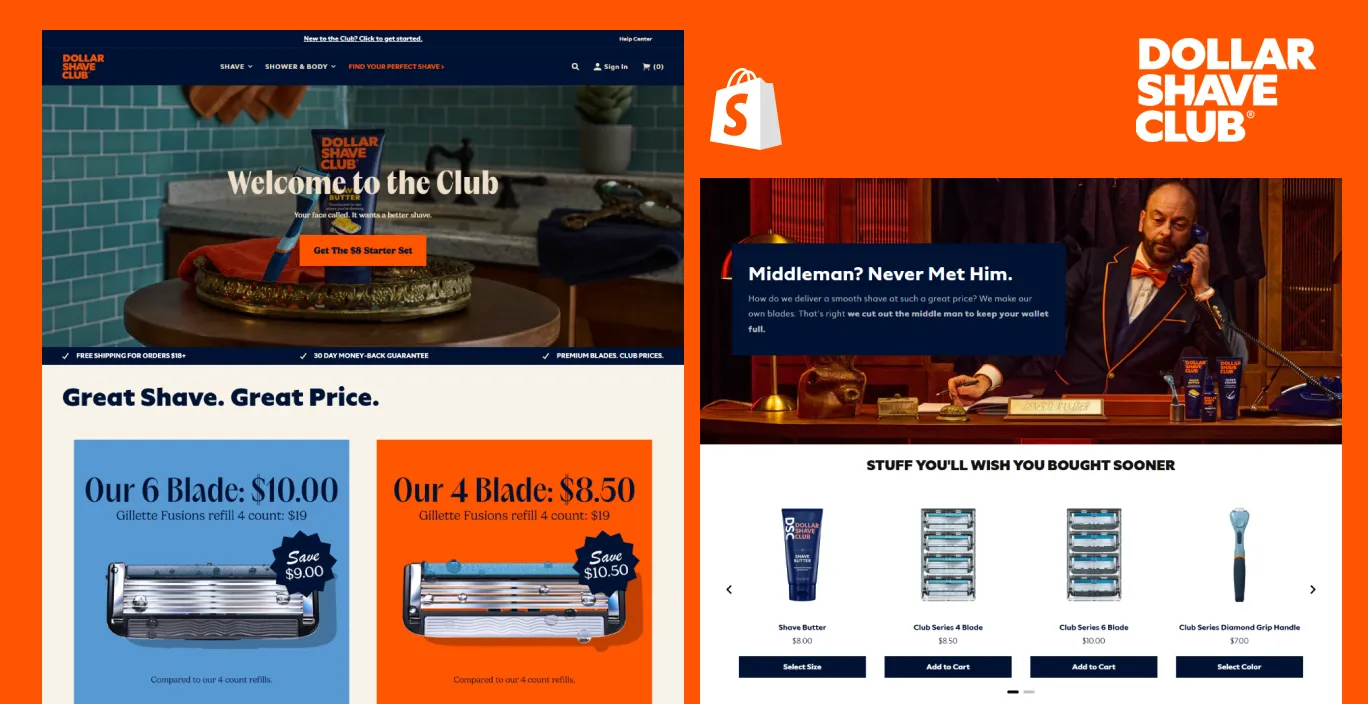 New to the Club? Click to get started.
Help Center
DOLLAR
SHAVE
CLUB
SHAVE
SHOWER & BODY
FIND YOUR PERFECT SHAVE >
Sign In
(0)
DOLLAR
SHAVE
CLUB
BUTTER
Welcome to the Club
Your face called. It wants a better shave.
Get The $8 Starter Set
FREE SHIPPING FOR ORDERS $18+
30 DAY MONEY-BACK GUARANTEE
PREMIUM BLADES. CLUB PRICES.
Great Shave. Great Price.
Our 6 Blade: $10.00
Gillette Fusions refill 4 count: $19
Save
$9.00
Compared to our 4 count refills.
Our 4 Blade: $8.50
Gillette Fusions refill 4 count: $19
Save
$10.50
Compared to our 4 count refills.
S
DOLLAR
SHAVE
CLUB®
Middleman? Never Met Him.
How do we deliver a smooth shave at such a great price? We make our
own blades. That's right we cut out the middle man to keep your wallet
full.
DOLLAR
SHAVE
CLUB
DOLLAR
SHAVE
CLUB
STUFF YOU'LL WISH YOU BOUGHT SOONER
DSC
DOLLAR
SHAVE
CLUB
SHAVE
BUTTER
Shave Butter
$8.00
Select Size
Club Series 4 Blade
$8.50
Add to Cart
Club Series 6 Blade
$10.00
Add to Cart
Club Series Diamond Grip Handle
$7.00
Select Color